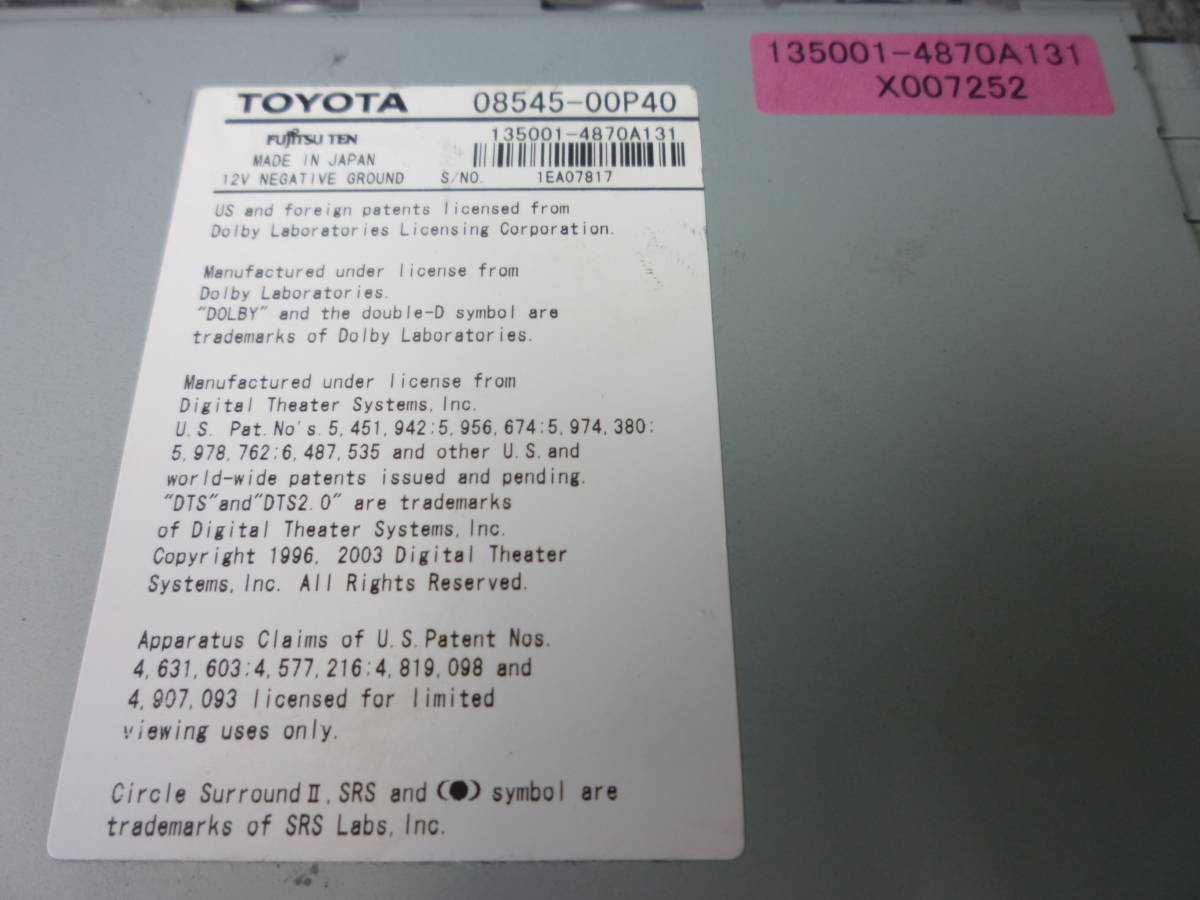 135001-4870A131
X007252
TOYOTA 08545-00P40
FUJITSU TEN 135001-4870A131
MADE IN JAPAN
12V NEGATIVE GROUND S/NO. 1EA07817
US and foreign patents licensed from
Dolby Laboratories Licensing Corporation.
Manufactured under license from
Dolby Laboratories.
"DOLBY" and the double-D symbol are
trademarks of Dolby Laboratories.
Manufactured under license from
Digital Theater Systems, Inc.
U.S. Pat.No's.5,451,942;5,956,674;5,974,380;
5,978,762;6,487,535 and other U.S.and
world-wide patents issued and pending.
"DTS"and"DTS2.0" are trademarks
of Digital Theater Systems, Inc.
Copyright 1996, 2003 Digital Theater
Systems, Inc. All Rights Reserved.
Apparatus Claims of U.S.Patent Nos.
4,631,603;4,577,216;4,819,098 and
4,907,093 licensed for limited
viewing uses only.
Circle Surround Ⅱ, SRS and (●) symbol are
trademarks of SRS Labs, Inc.